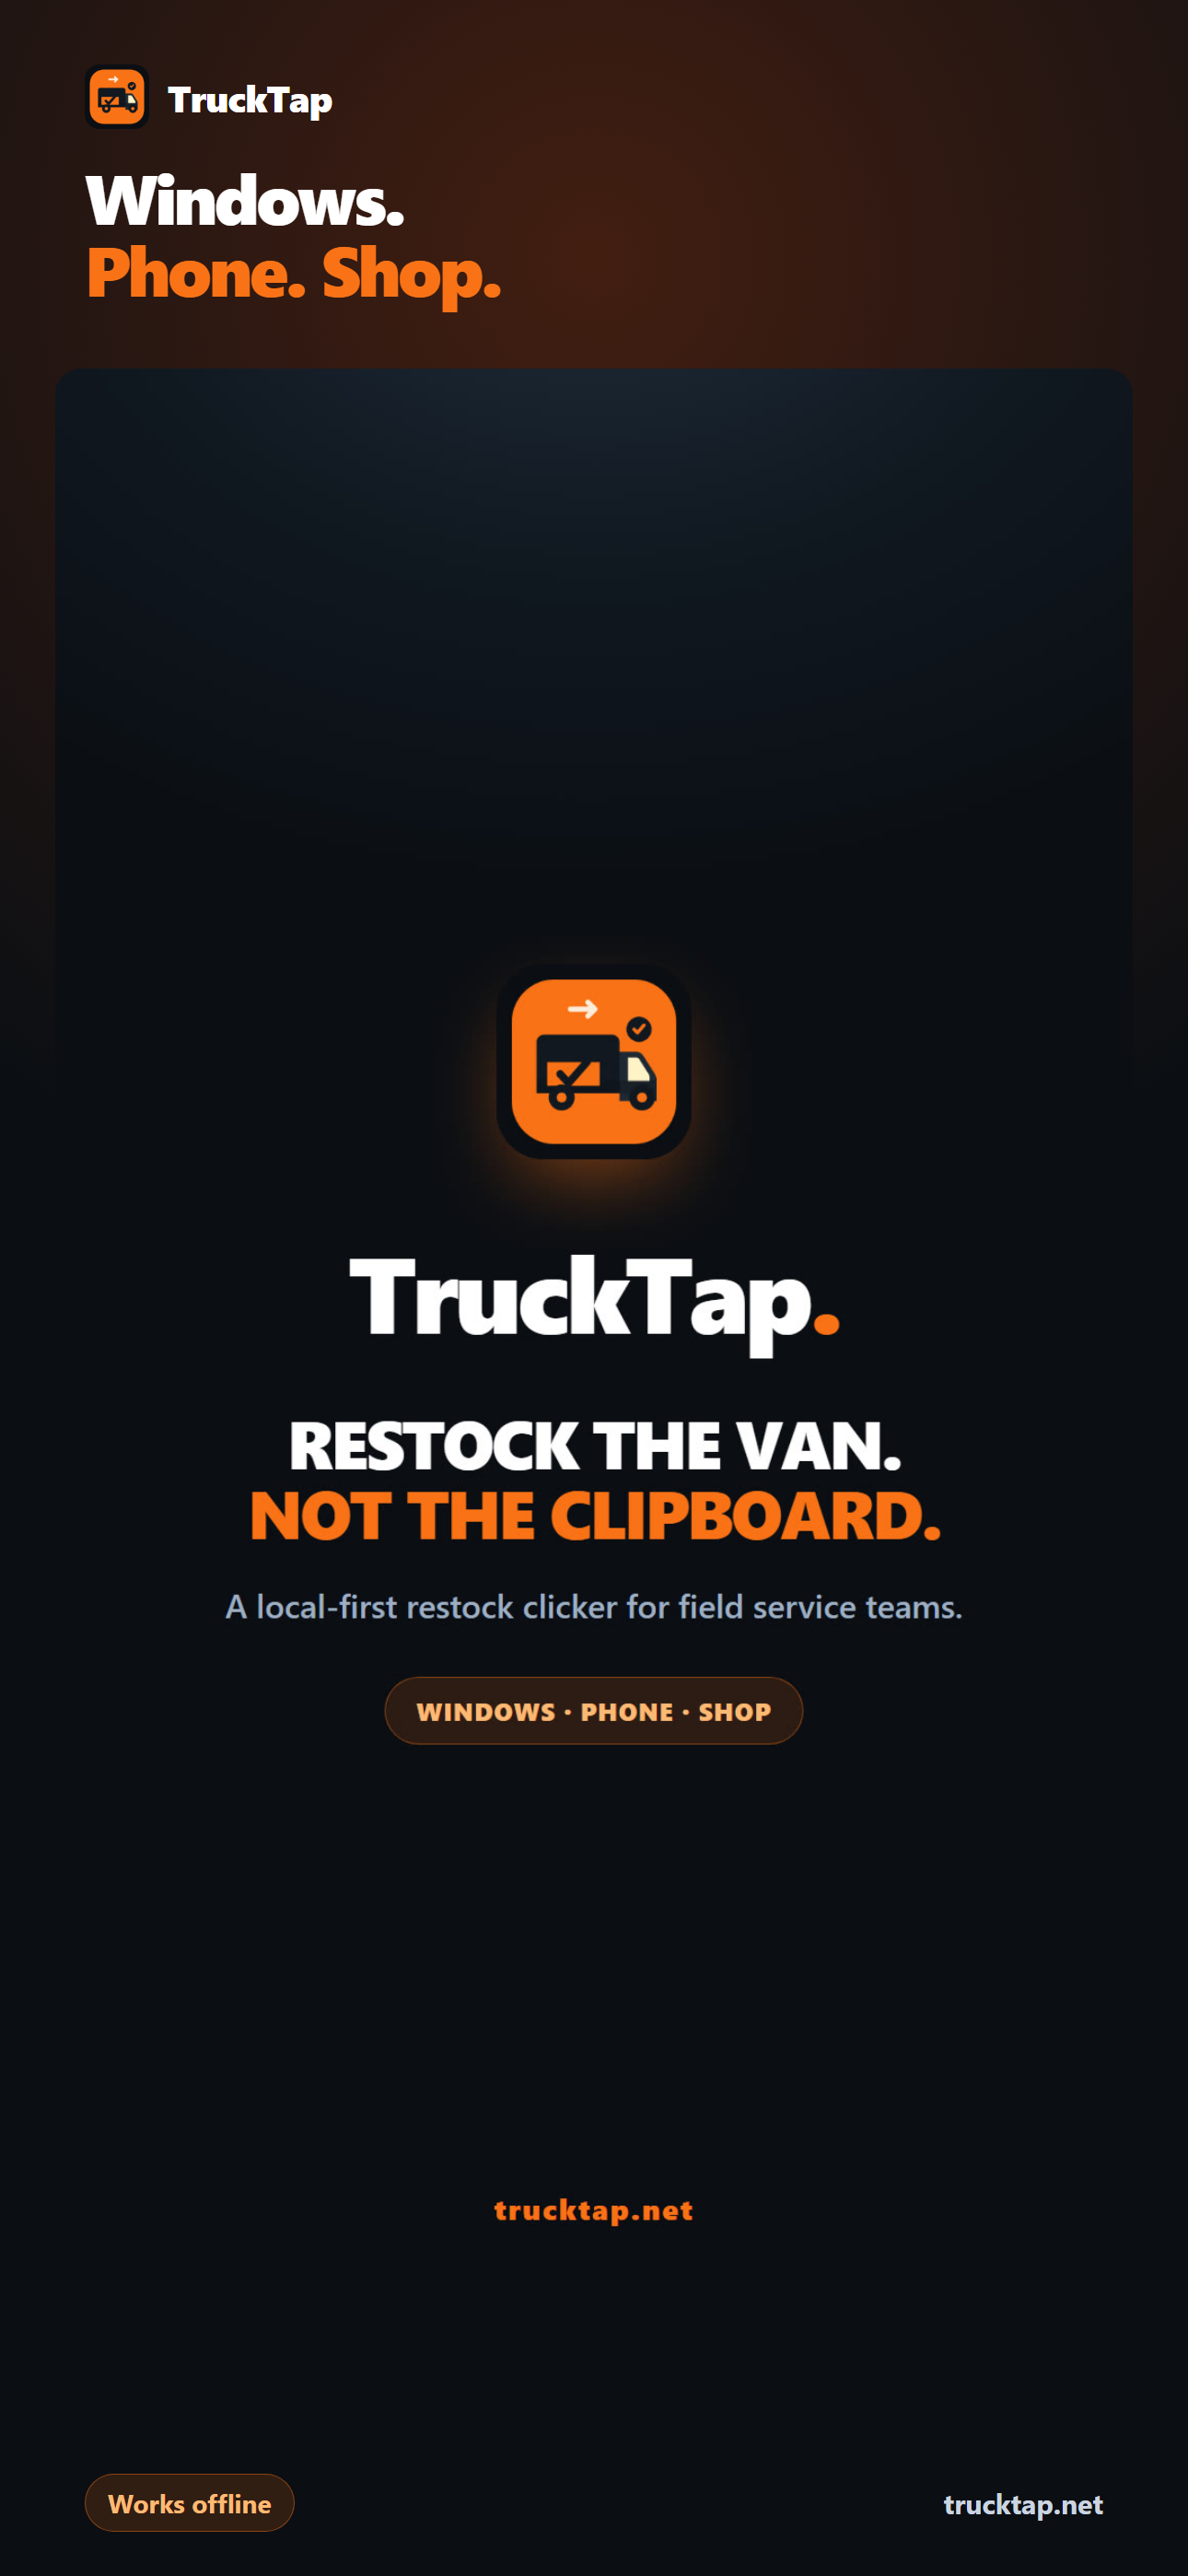 TruckTap
Windows.
Phone. Shop.
TruckTap.
RESTOCK THE VAN.
NOT THE CLIPBOARD.
A local-first restock clicker for field service teams.
WINDOWS · PHONE · SHOP
trucktap.net
Works offline
trucktap.net